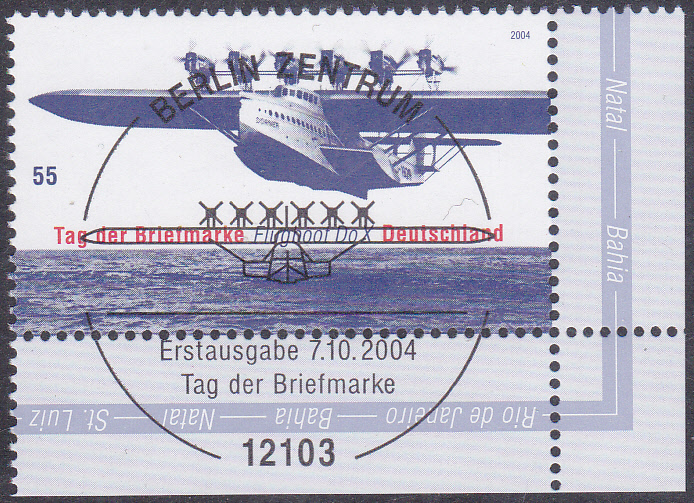 2004
BERLIN ZENTRUM
DORNIER
55
Tag der Briefmarke Flugboot Do X Deutschland
Erstausgabe 7.10.2004
Tag der Briefmarke
12103
Natal — Bahia —
Rio de Janeiro — Bahia — Natal — St. Luiz —